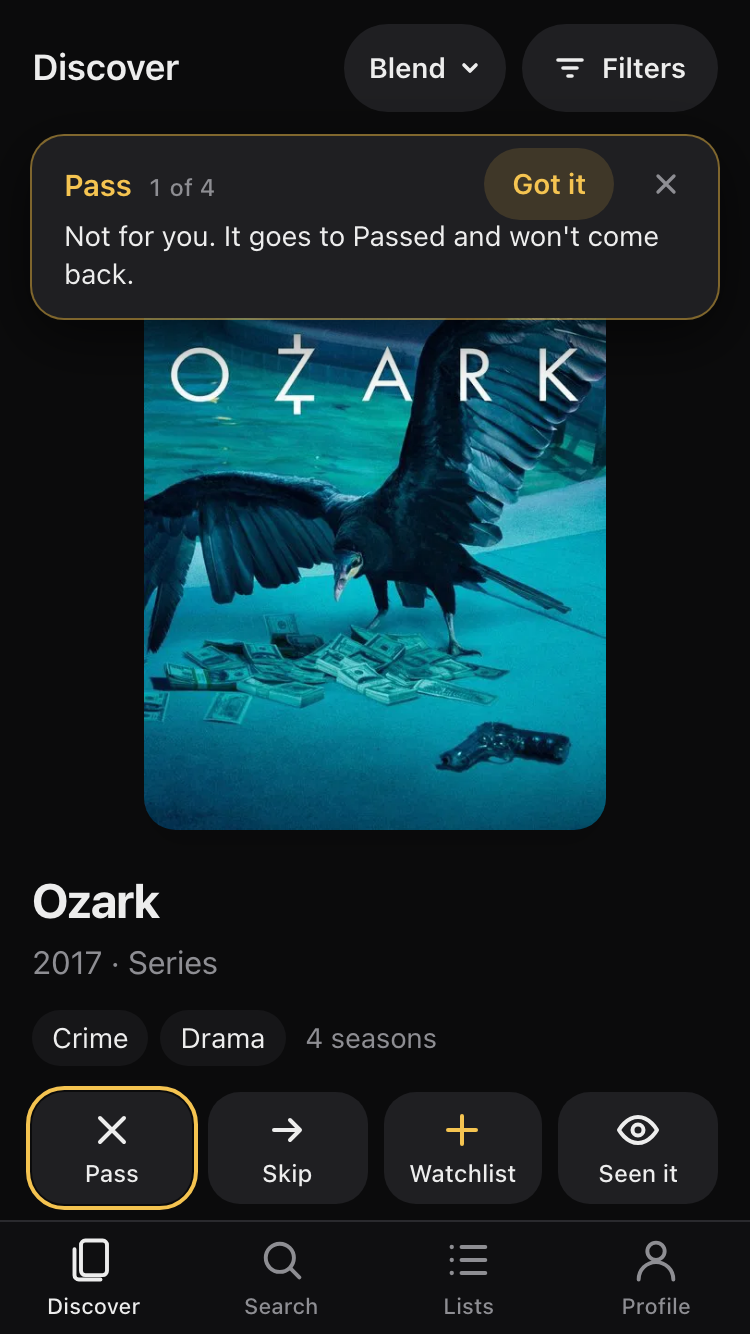 Discover
Blend
Filters
Pass 1 of 4
Got it
Not for you. It goes to Passed and won't come
back.
OZARK
Ozark
2017 · Series
Crime
Drama
4 seasons
Pass
Skip
Watchlist
Seen it
Discover
Search
Lists
Profile